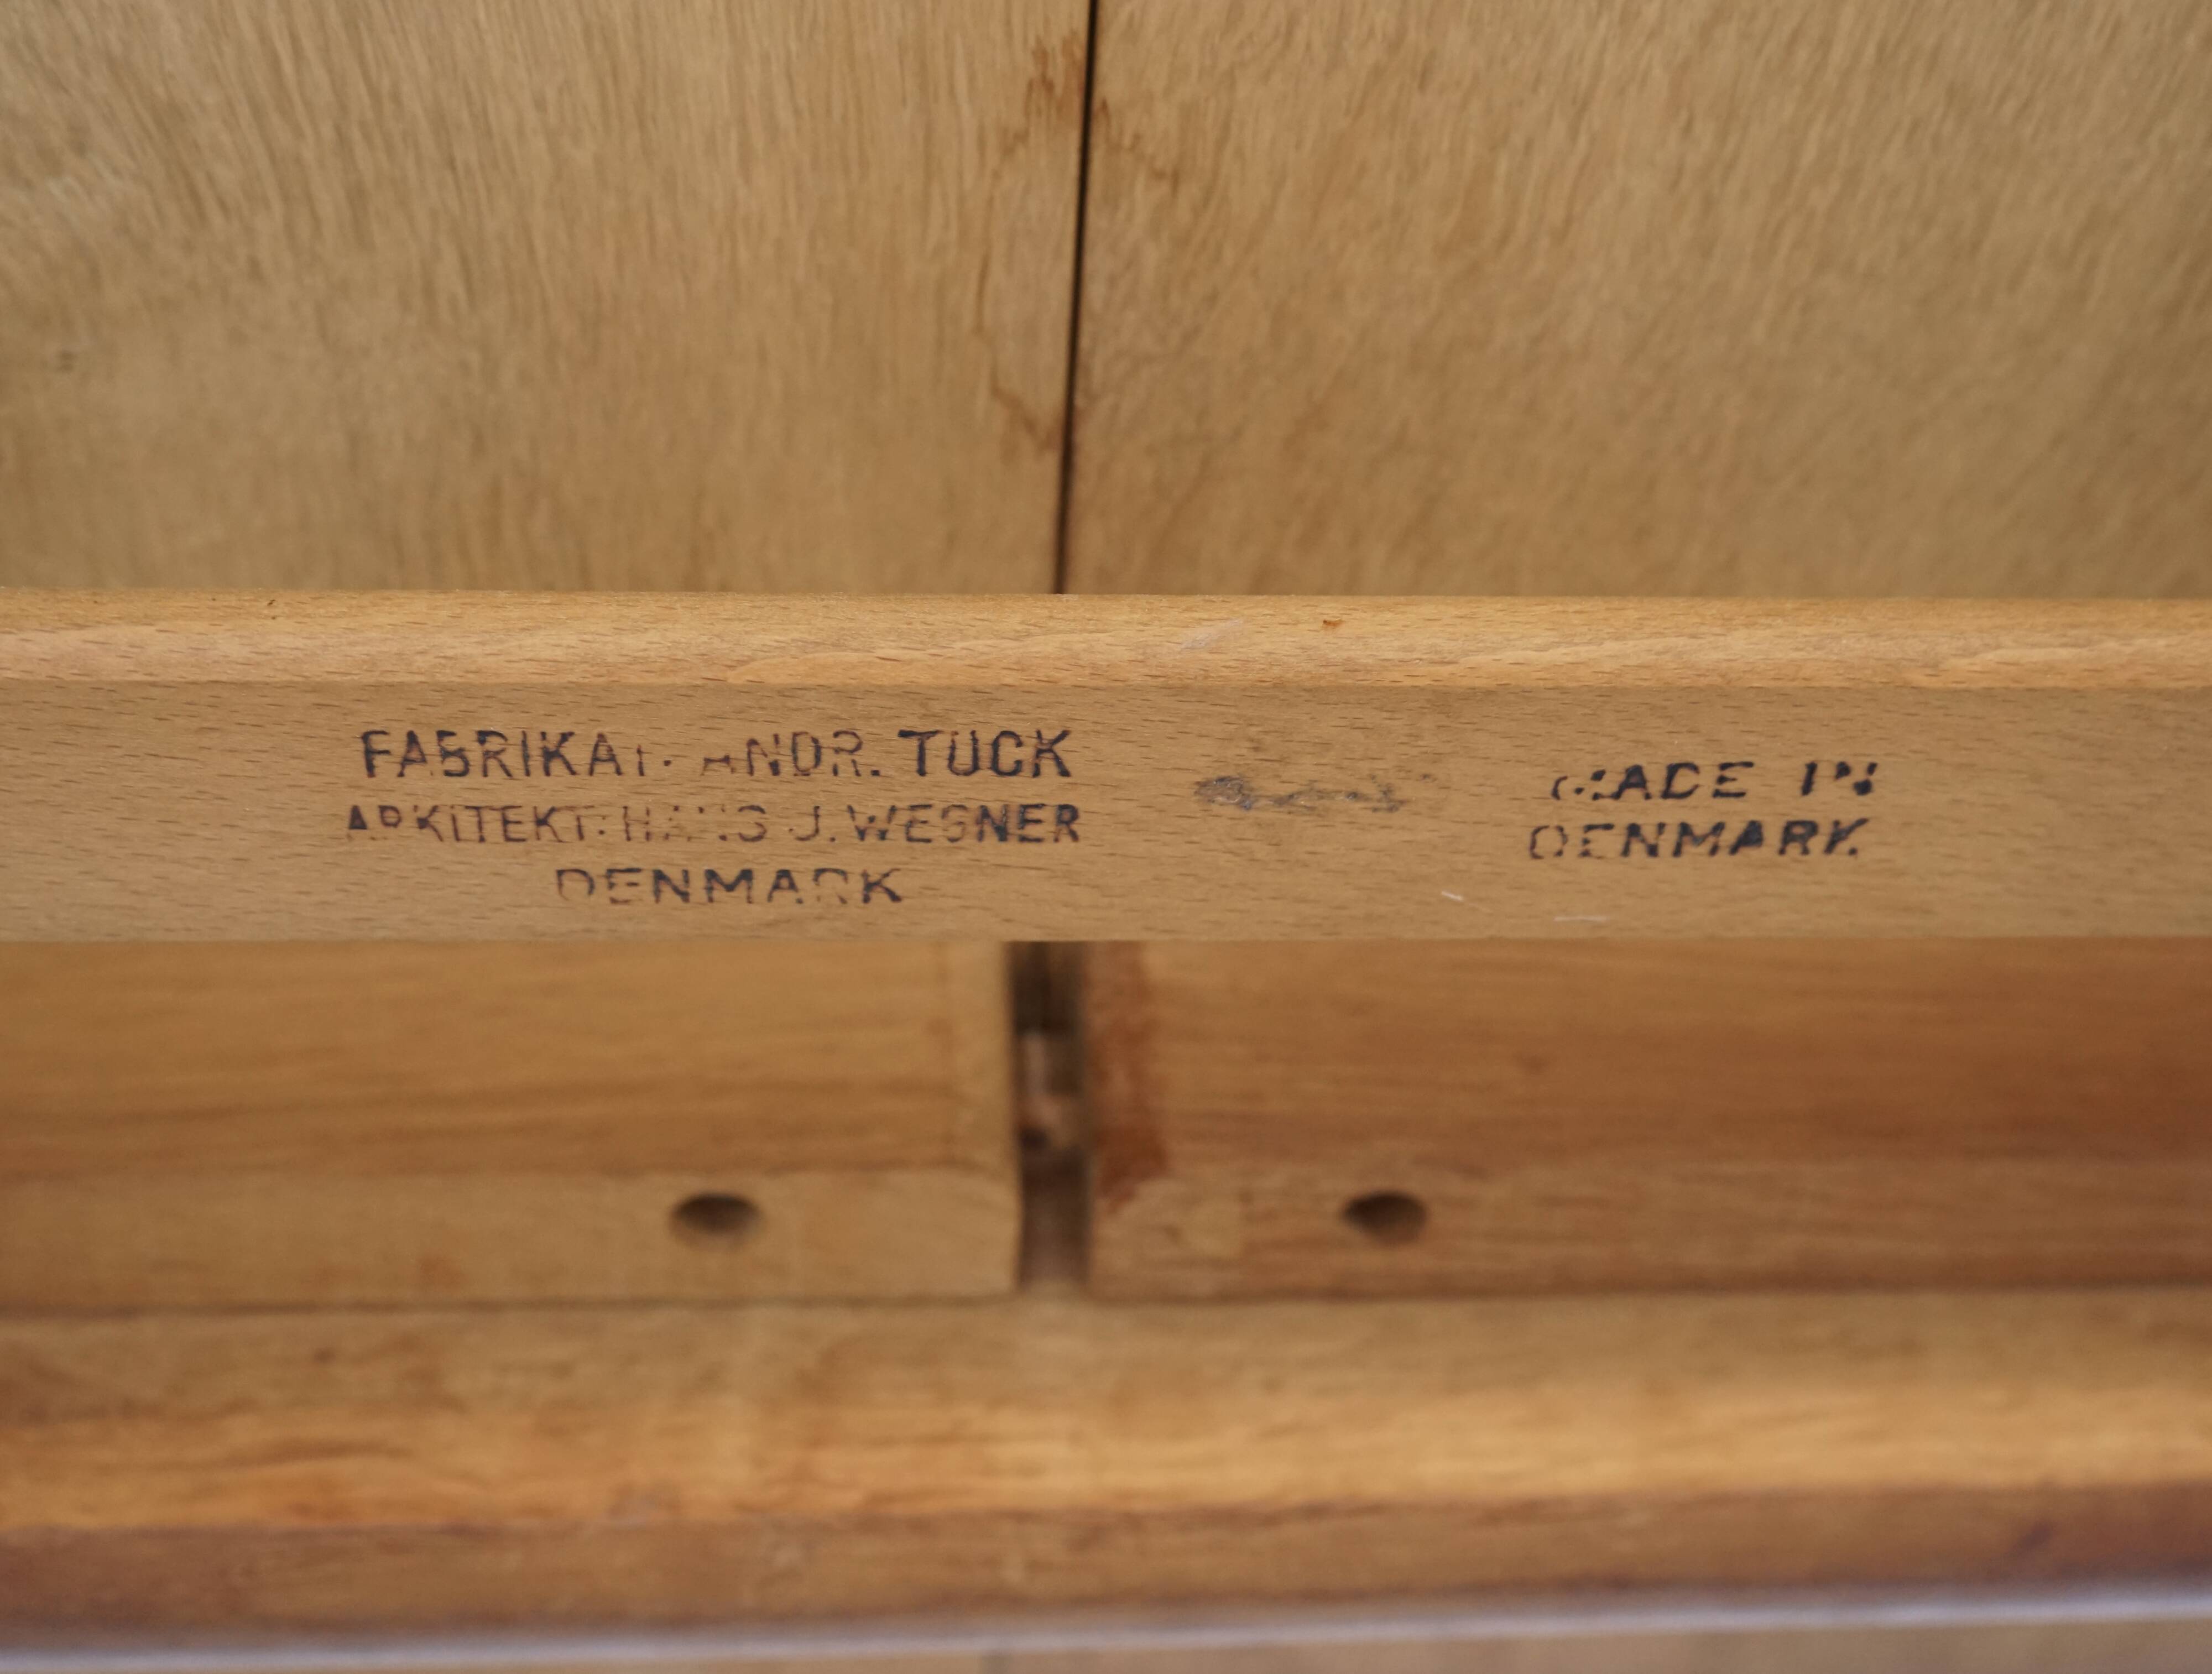 FABRIKAT: ANDR. TUCK
ARKITEKT: HANS J. WEGNER
DENMARK
MADE IN
DENMARK